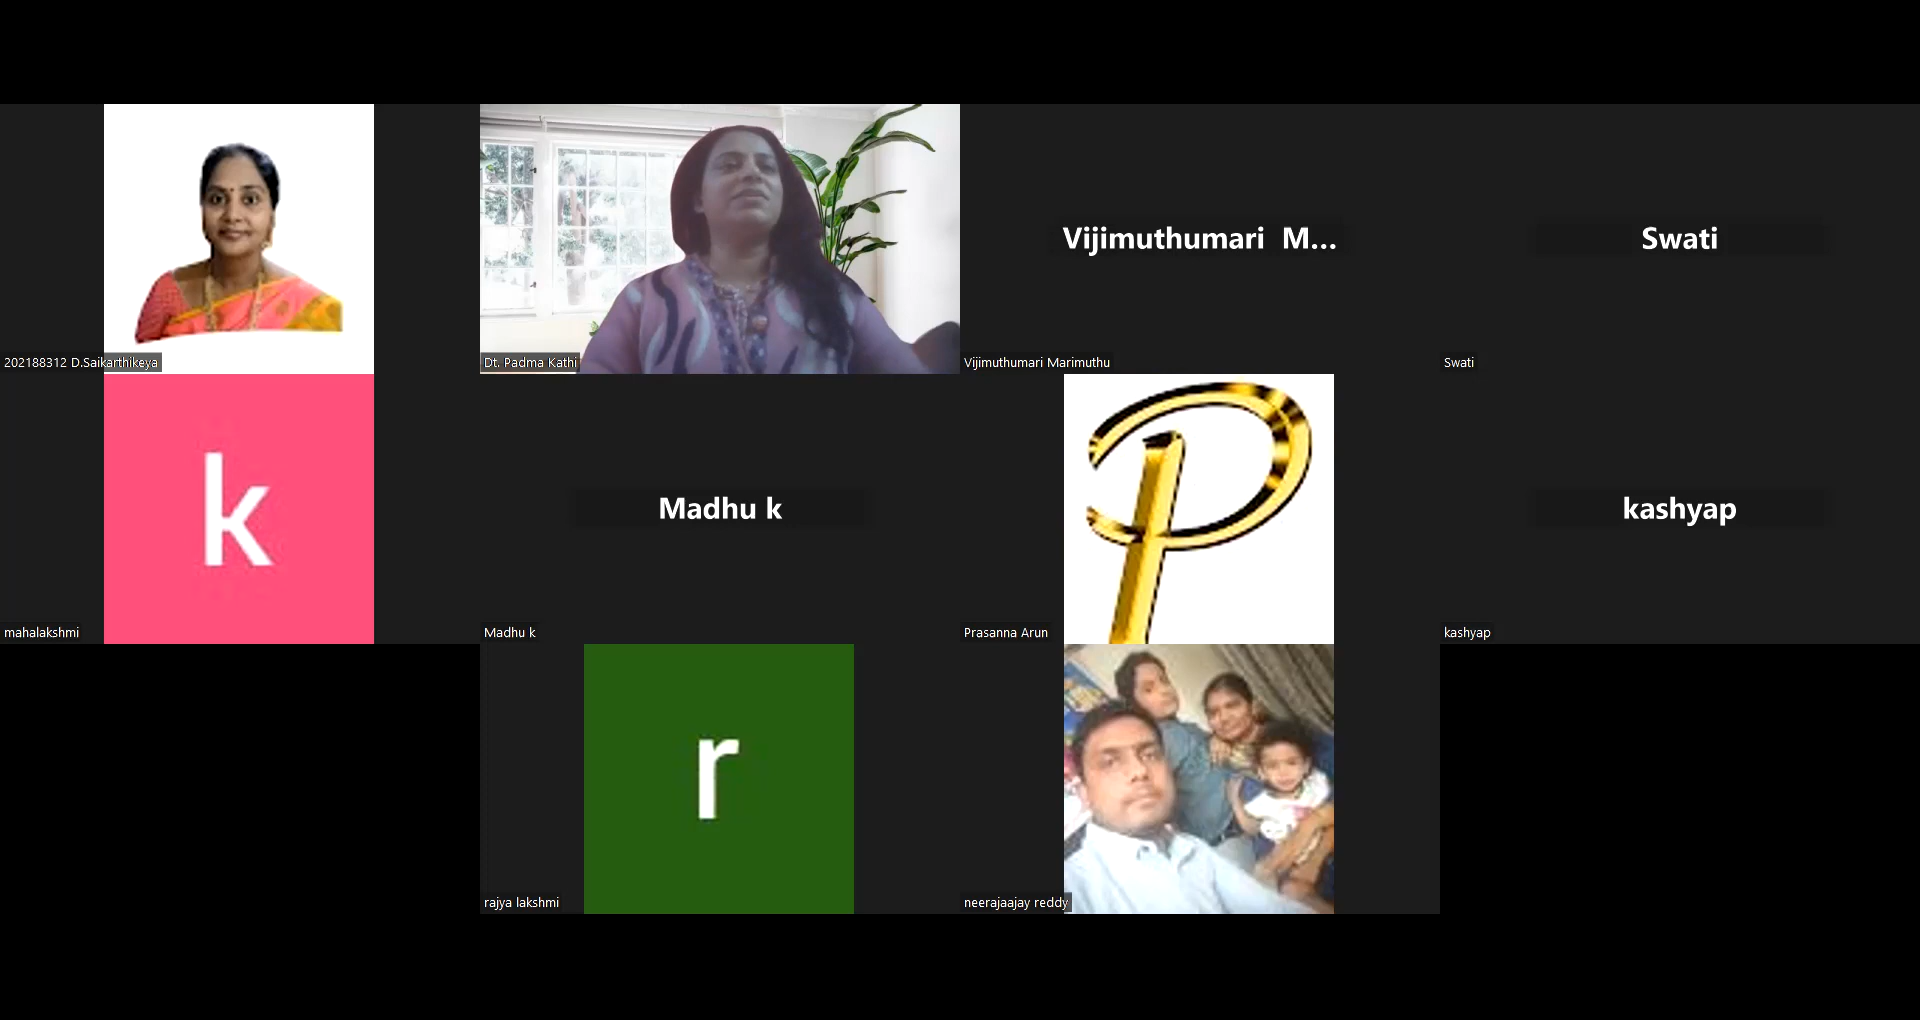 202188312 D.Saikarthikeya
Dt. Padma Kathi
Vijimuthumari M...
Vijimuthumari Marimuthu
Swati
Swati
k
mahalakshmi
Madhu k
Madhu k
P
Prasanna Arun
kashyap
kashyap
r
rajya lakshmi
neerajaajay reddy